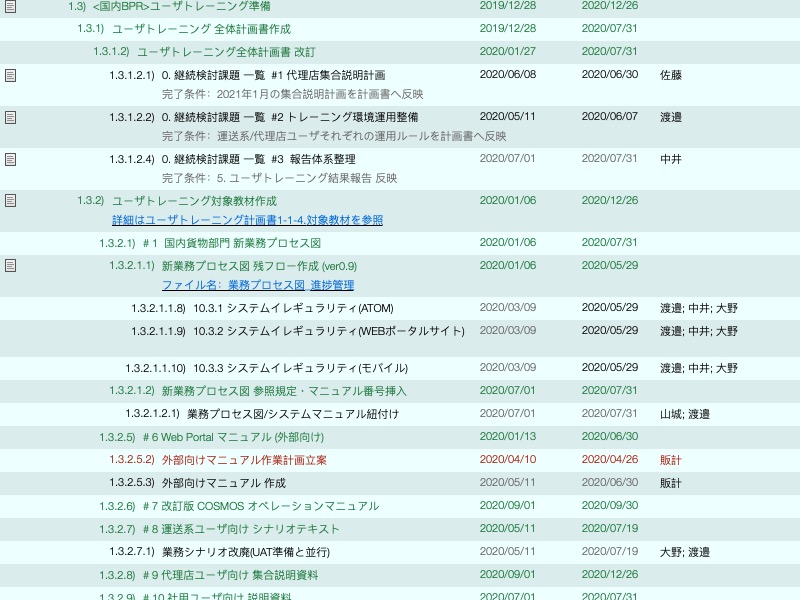 1.3) <国内BPR>ユーザトレーニング準備 2019/12/28 2020/12/26
1.3.1) ユーザトレーニング 全体計画書作成 2019/12/28 2020/07/31
1.3.1.2) ユーザトレーニング全体計画書 改訂 2020/01/27 2020/07/31
1.3.1.2.1) 0. 継続検討課題 一覧 #1 代理店集合説明計画 2020/06/08 2020/06/30 佐藤
完了条件: 2021年1月の集合説明計画を計画書へ反映
1.3.1.2.2) 0. 継続検討課題 一覧 #2 トレーニング環境運用整備 2020/05/11 2020/06/07 渡邉
完了条件: 運送系/代理店ユーザそれぞれの運用ルールを計画書へ反映
1.3.1.2.4) 0. 継続検討課題 一覧 #3 報告体系整理 2020/07/01 2020/07/31 中井
完了条件: 5. ユーザトレーニング結果報告 反映
1.3.2) ユーザトレーニング対象教材作成 2020/01/06 2020/12/26
詳細はユーザトレーニング計画書1-1-4.対象教材を参照
1.3.2.1) # 1 国内貨物部門 新業務プロセス図 2020/01/06 2020/07/31
1.3.2.1.1) 新業務プロセス図 残フロー作成 (ver0.9) 2020/01/06 2020/05/29
ファイル名: 業務プロセス図_進捗管理
1.3.2.1.1.8) 10.3.1 システムイレギュラリティ(ATOM) 2020/03/09 2020/05/29 渡邉; 中井; 大野
1.3.2.1.1.9) 10.3.2 システムイレギュラリティ(WEBポータルサイト) 2020/03/09 2020/05/29 渡邉; 中井; 大野
1.3.2.1.1.10) 10.3.3 システムイレギュラリティ(モバイル) 2020/03/09 2020/05/29 渡邉; 中井; 大野
1.3.2.1.2) 新業務プロセス図 参照規定・マニュアル番号挿入 2020/07/01 2020/07/31
1.3.2.1.2.1) 業務プロセス図/システムマニュアル紐付け 2020/07/01 2020/07/31 山城; 渡邉
1.3.2.5) # 6 Web Portal マニュアル (外部向け) 2020/01/13 2020/06/30
1.3.2.5.2) 外部向けマニュアル作業計画立案 2020/04/10 2020/04/26 販計
1.3.2.5.3) 外部向けマニュアル 作成 2020/05/11 2020/06/30 販計
1.3.2.6) # 7 改訂版 COSMOS オペレーションマニュアル 2020/09/01 2020/09/30
1.3.2.7) # 8 運送系ユーザ向け シナリオテキスト 2020/05/11 2020/07/19
1.3.2.7.1) 業務シナリオ改廃(UAT準備と並行) 2020/05/11 2020/07/19 大野; 渡邉
1.3.2.8) # 9 代理店ユーザ向け 集合説明資料 2020/09/01 2020/12/26
1.3.2.9) # 10 社用ユーザ向け 説明資料 2020/07/01 2020/07/31